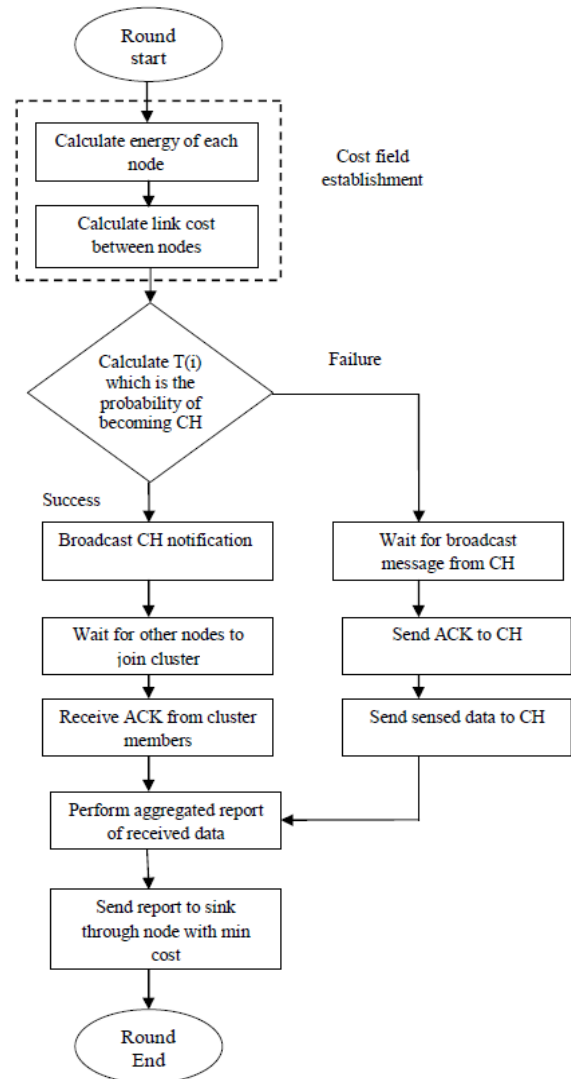 Round
start
Calculate energy of each
node
Cost field
establishment
Calculate link cost
between nodes
Calculate T(i)
which is the
probability of
becoming CH
Failure
Success
Broadcast CH notification
Wait for broadcast
message from CH
Wait for other nodes to
join cluster
Send ACK to CH
Receive ACK from cluster
members
Send sensed data to CH
Perform aggregated report
of received data
Send report to sink
through node with min
cost
Round
End